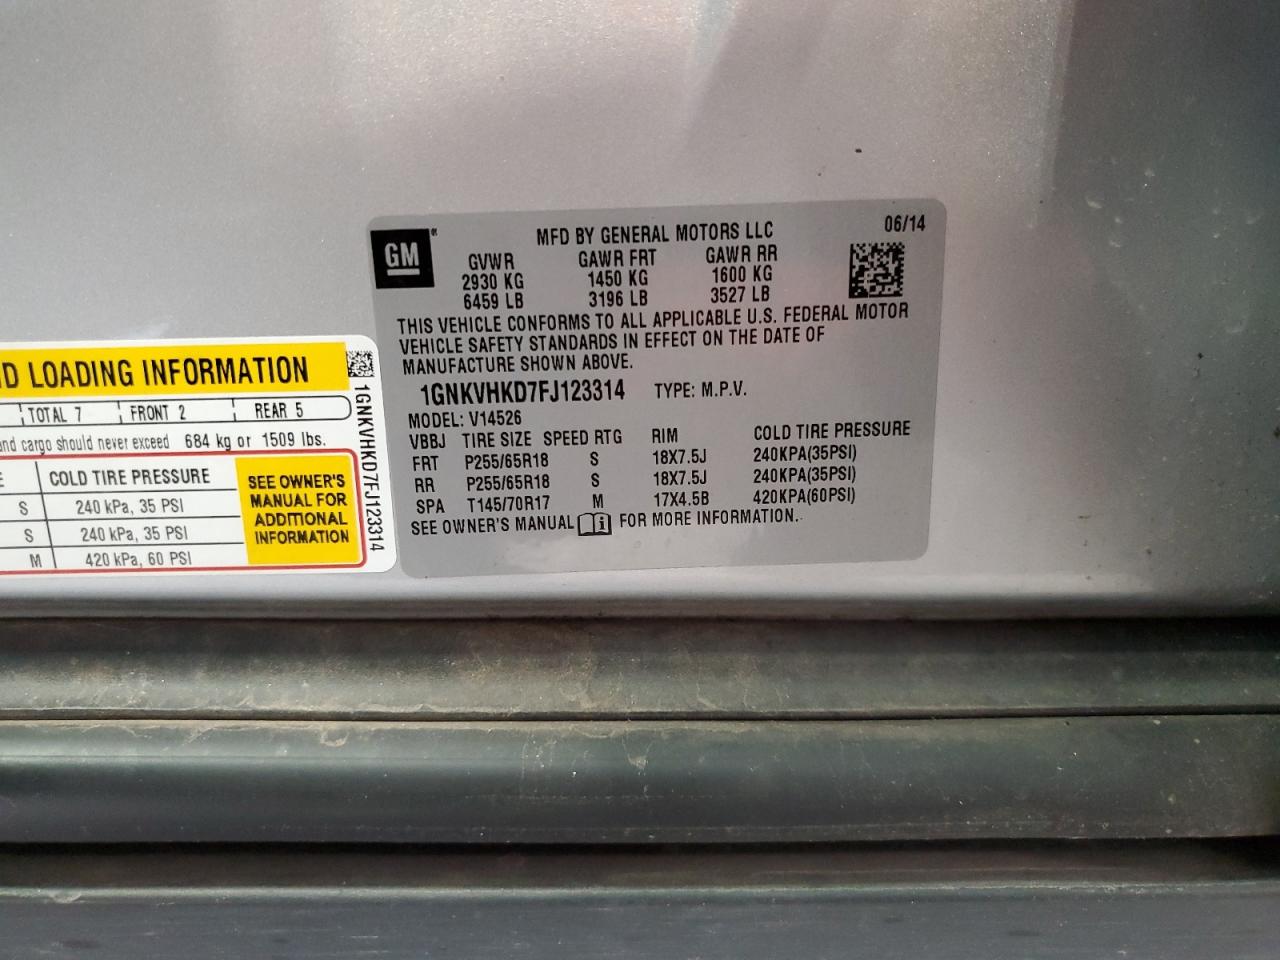 GM
MFD BY GENERAL MOTORS LLC 06/14
GVWR GAWR FRT GAWR RR
2930 KG 1450 KG 1600 KG
6459 LB 3196 LB 3527 LB
THIS VEHICLE CONFORMS TO ALL APPLICABLE U.S. FEDERAL MOTOR
VEHICLE SAFETY STANDARDS IN EFFECT ON THE DATE OF
MANUFACTURE SHOWN ABOVE.
1GNKVHKD7FJ123314 TYPE: M.P.V.
MODEL: V14526
VBBJ TIRE SIZE SPEED RTG RIM COLD TIRE PRESSURE
FRT P255/65R18 S 18X7.5J 240KPA(35PSI)
RR P255/65R18 S 18X7.5J 240KPA(35PSI)
SPA T145/70R17 M 17X4.5B 420KPA(60PSI)
SEE OWNER'S MANUAL FOR MORE INFORMATION.
LOADING INFORMATION
TOTAL 7 FRONT 2 REAR 5
and cargo should never exceed 684 kg or 1509 lbs.
COLD TIRE PRESSURE
S 240 kPa, 35 PSI
S 240 kPa, 35 PSI
M 420 kPa, 60 PSI
SEE OWNER'S
MANUAL FOR
ADDITIONAL
INFORMATION
1GNKVHKD7FJ123314